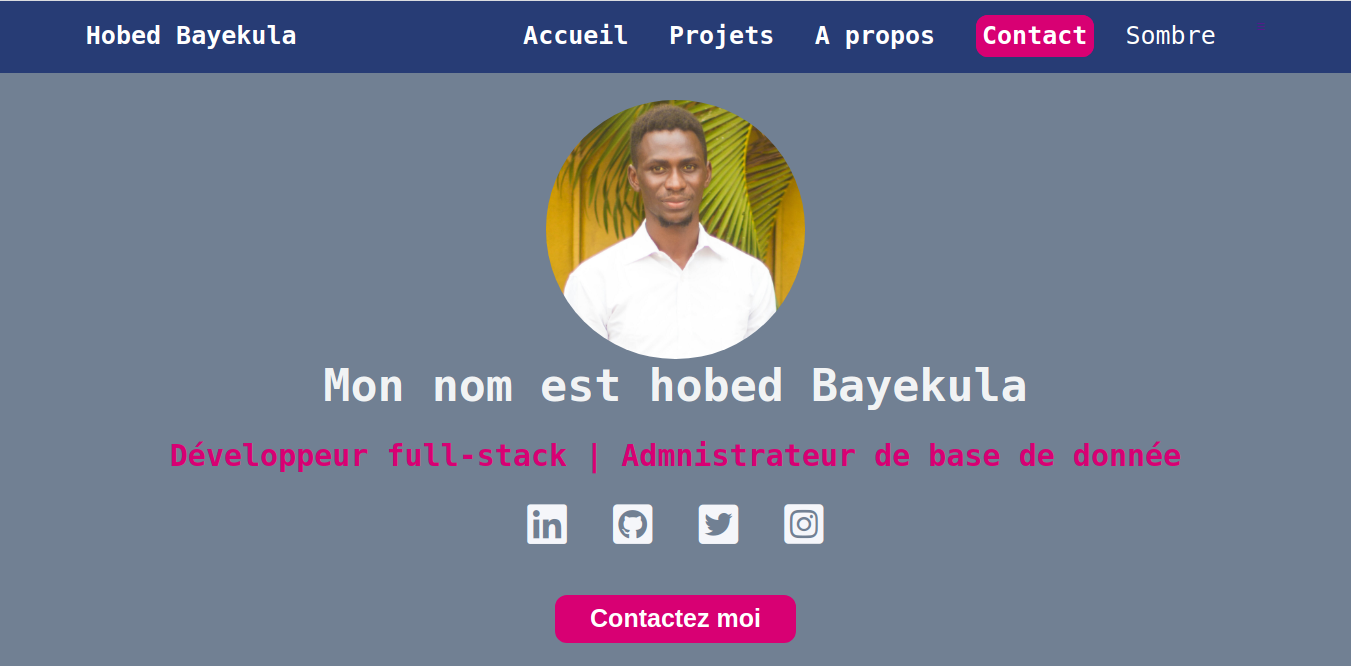 Hobed Bayekula Accueil Projets A propos Contact Sombre
Mon nom est hobed Bayekula
Développeur full-stack | Admnistrateur de base de donnée
in
Contactez moi